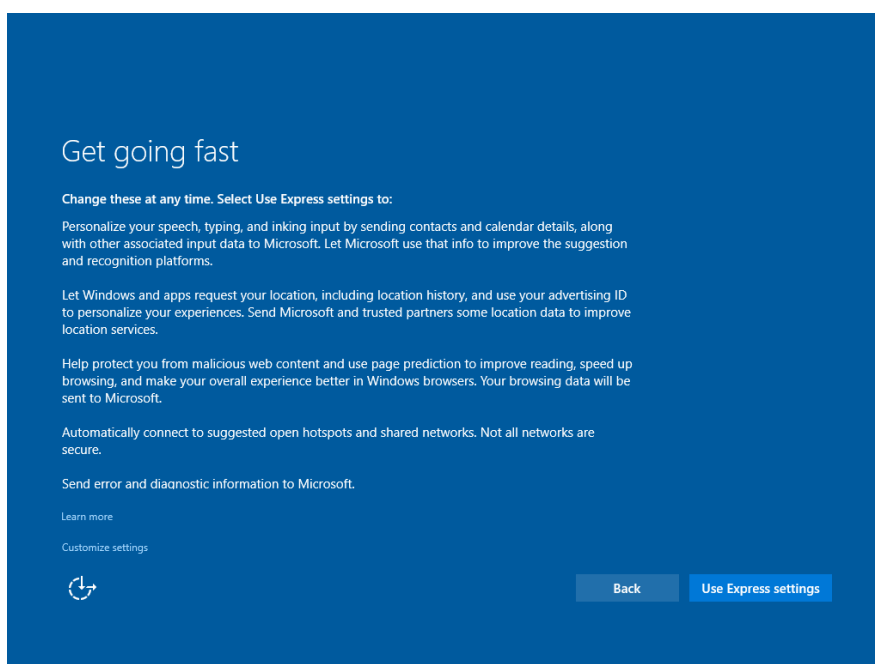 Get going fast
Change these at any time. Select Use Express settings to:
Personalize your speech, typing, and inking input by sending contacts and calendar details, along
with other associated input data to Microsoft. Let Microsoft use that info to improve the suggestion
and recognition platforms.
Let Windows and apps request your location, including location history, and use your advertising ID
to personalize your experiences. Send Microsoft and trusted partners some location data to improve
location services.
Help protect you from malicious web content and use page prediction to improve reading, speed up
browsing, and make your overall experience better in Windows browsers. Your browsing data will be
sent to Microsoft.
Automatically connect to suggested open hotspots and shared networks. Not all networks are
secure.
Send error and diagnostic information to Microsoft.
Learn more
Customize settings
Back
Use Express settings